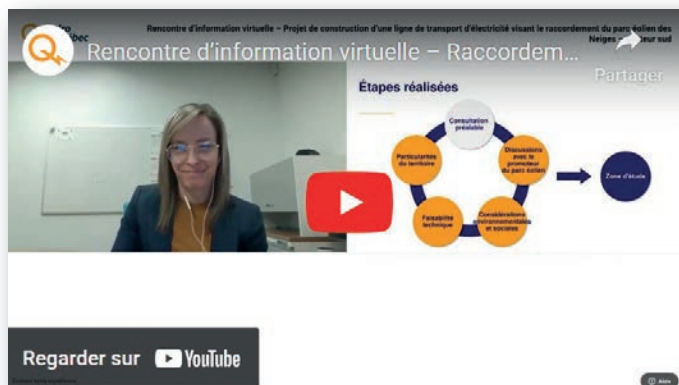 Rencontre d'information virtuelle – Projet de construction d'une ligne de transport d'électricité visant le raccordement du parc éolien des
Neiges –
Rencontre d'information virtuelle – Raccordem...
Partager
Étapes réalisées
Consultation
préalable
Discussions
avec le
promoteur
du parc éolien
Considérations
environnementales
et sociales
Faisabilité
technique
Particularités
du territoire
Zone d'étude
Regarder sur YouTube
Aide